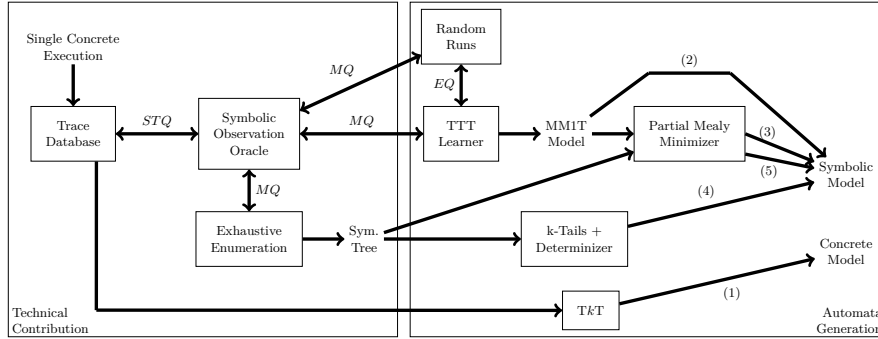 Single Concrete
Execution
Trace
Database
STQ
Symbolic
Observation
Oracle
MQ
MQ
MQ
Exhaustive
Enumeration
Sym.
Tree
Technical
Contribution
Random
Runs
EQ
TTT
Learner
MM1T
Model
(2)
Partial Mealy
Minimizer
(3)
(5)
Symbolic
Model
(4)
k-Tails +
Determinizer
Concrete
Model
(1)
TkT
Automata
Generation